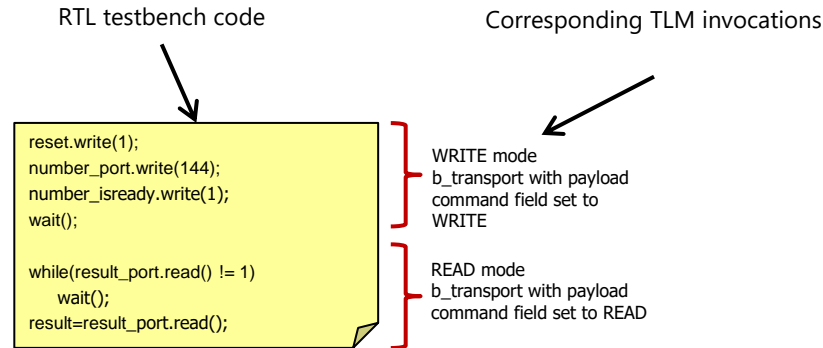 RTL testbench code
Corresponding TLM invocations
reset.write(1);
number_port.write(144);
number_isready.write(1);
wait();
while(result_port.read() != 1)
wait();
result=result_port.read();
WRITE mode
b_transport with payload
command field set to
WRITE
READ mode
b_transport with payload
command field set to READ